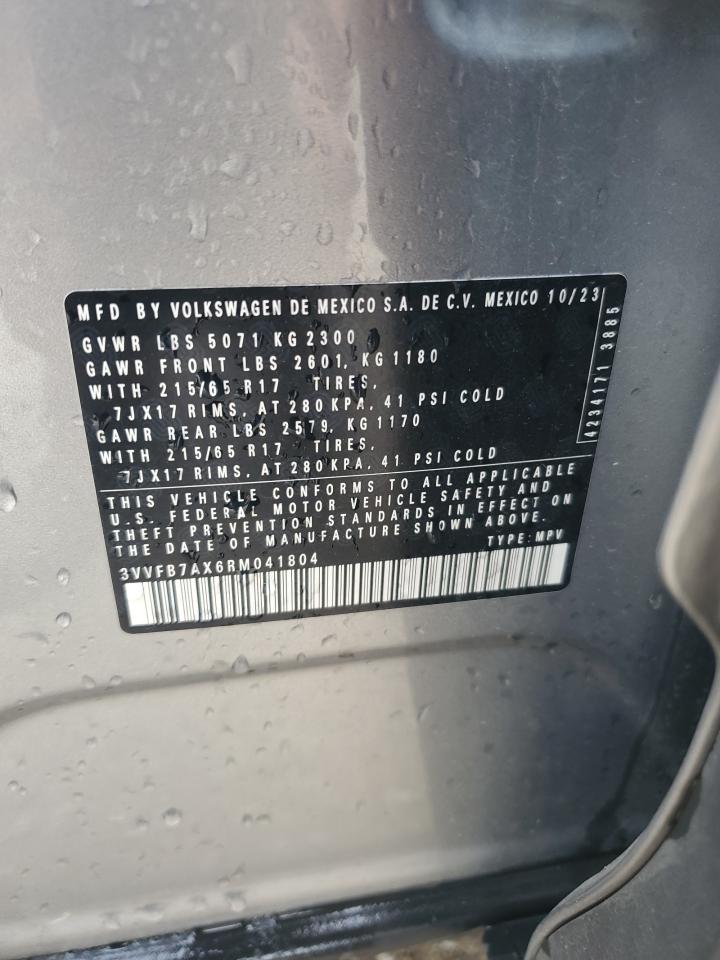 MFD BY VOLKSWAGEN DE MEXICO S.A. DE C.V. MEXICO 10/23
GVWR LBS 5071 KG 2300
GAWR FRONT LBS 2601, KG 1180
WITH 215/65 R17 TIRES,
7JX17 RIMS, AT 280 KPA, 41 PSI COLD
GAWR REAR LBS 2579, KG 1170
WITH 215/65 R17 TIRES,
7JX17 RIMS, AT 280 KPA, 41 PSI COLD
THIS VEHICLE CONFORMS TO ALL APPLICABLE
U.S. FEDERAL MOTOR VEHICLE SAFETY AND
THEFT PREVENTION STANDARDS IN EFFECT ON
THE DATE OF MANUFACTURE SHOWN ABOVE.
TYPE: MPV
3VVFB7AX6RM041804
4234171 3885